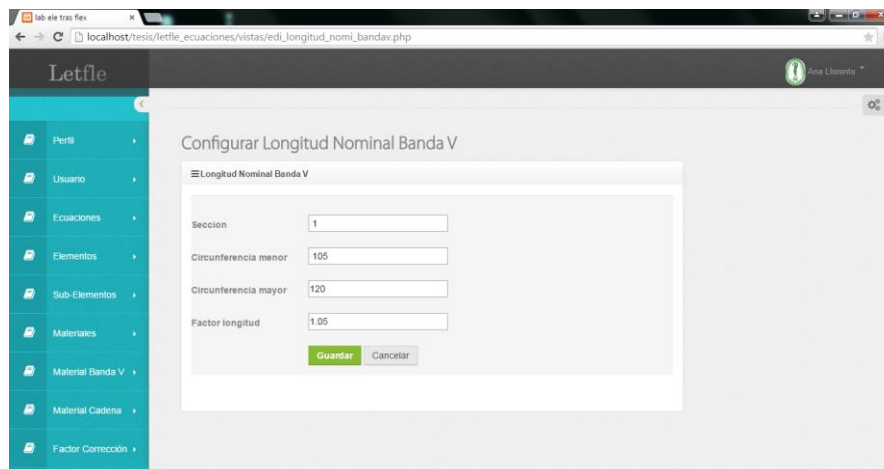 lab ele tras flex
localhost/tesis/letfle_ecuaciones/vistas/edi_longitud_nomi_bandav.php
Letfle
Ana Llorente
Perfil
Usuario
Ecuaciones
Elementos
Sub-Elementos
Materiales
Material Banda V
Material Cadena
Factor Corrección
Configurar Longitud Nominal Banda V
Longitud Nominal Banda V
Seccion 1
Circunferencia menor 105
Circunferencia mayor 120
Factor longitud 1.05
Guardar Cancelar